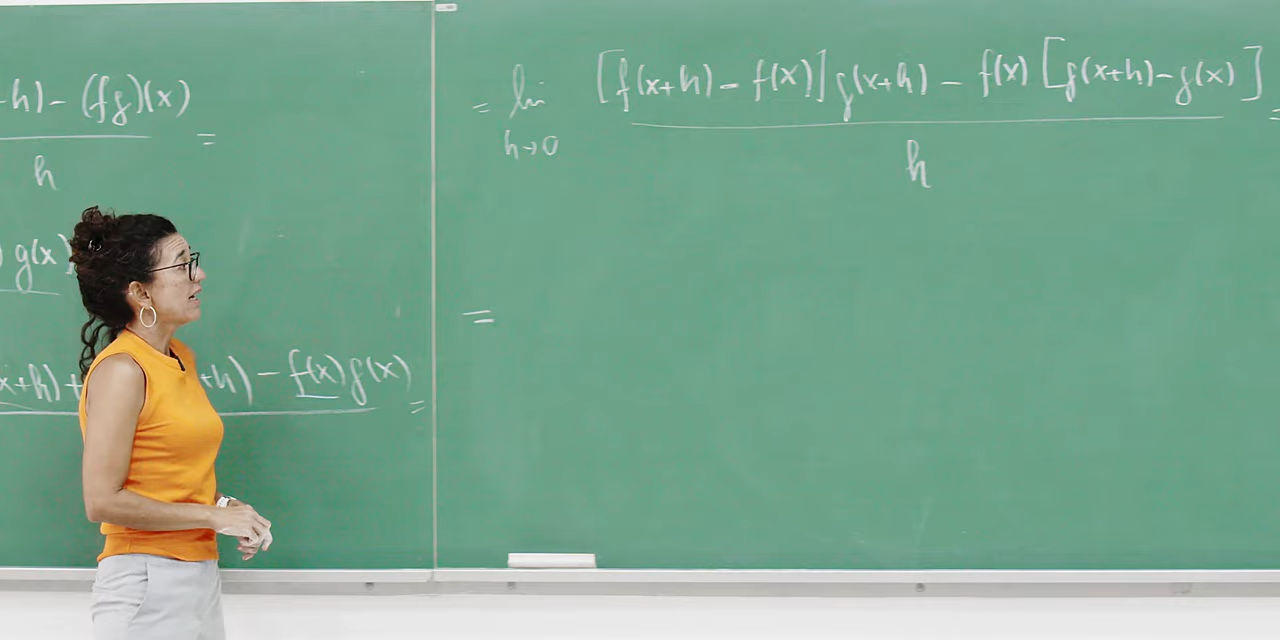 h) - (fg)(x)
h
=
) g(x)
x+h) + +h) - f(x)g(x)
=
= lim h→0 [f(x+h) - f(x)]g(x+h) - f(x)[g(x+h) - g(x)]
h
=
=